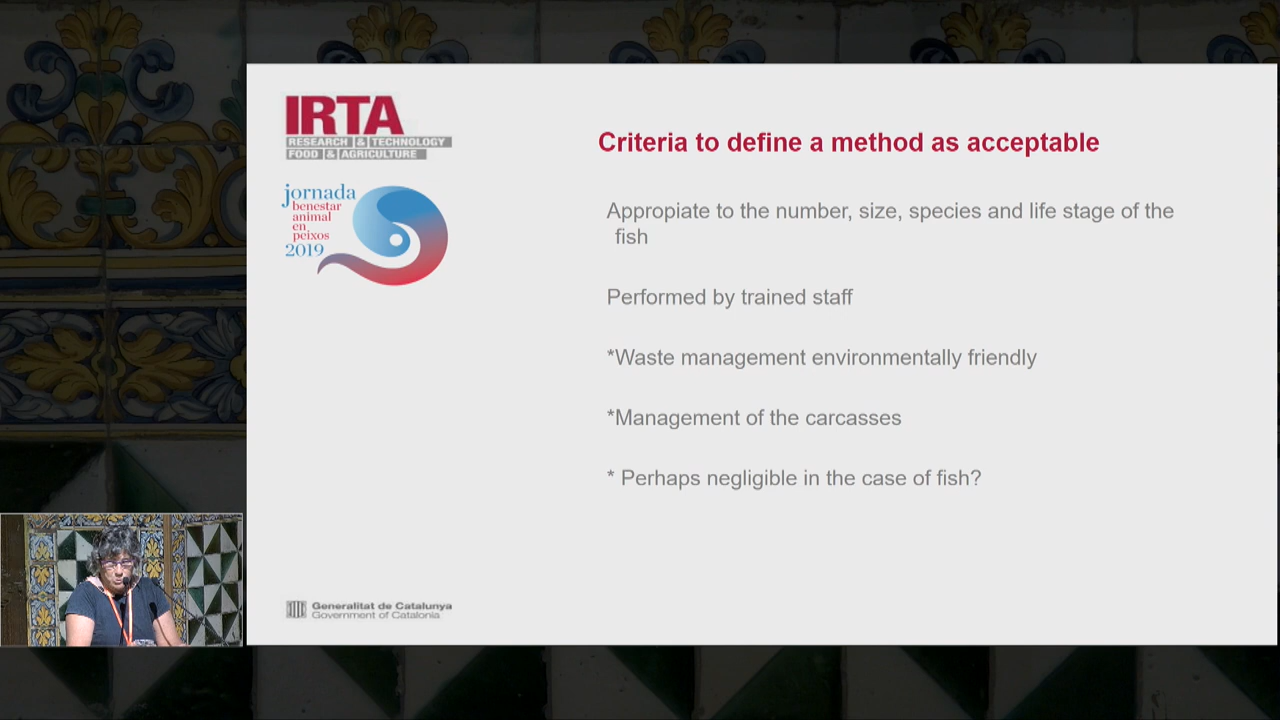 IRTA
RESEARCH & TECHNOLOGY
FOOD & AGRICULTURE
jornada
benestar
animal
en
peixos
2019
Criteria to define a method as acceptable
Appropiate to the number, size, species and life stage of the
fish
Performed by trained staff
*Waste management environmentally friendly
*Management of the carcasses
* Perhaps negligible in the case of fish?
Generalitat de Catalunya
Government of Catalonia